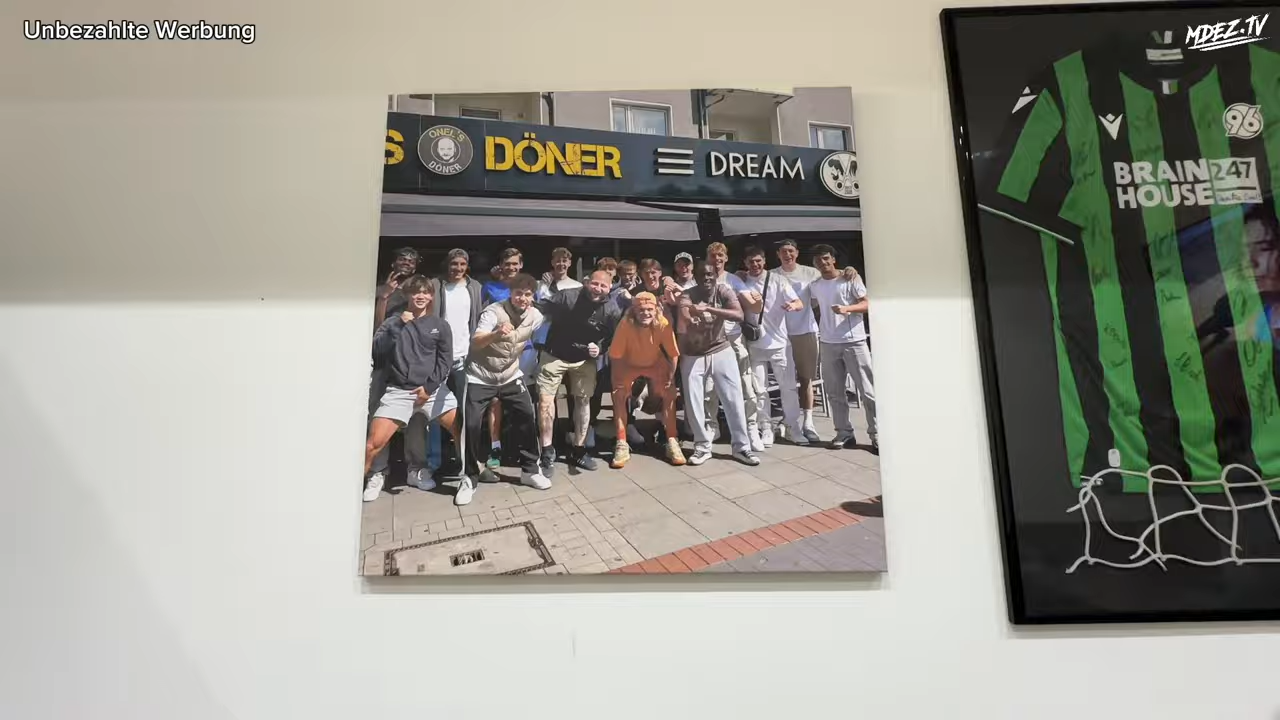 Unbezahlte Werbung
MDEZ.TV
S
ONEL'S
DÖNER
DÖNER
DREAM
96
BRAIN
HOUSE
247